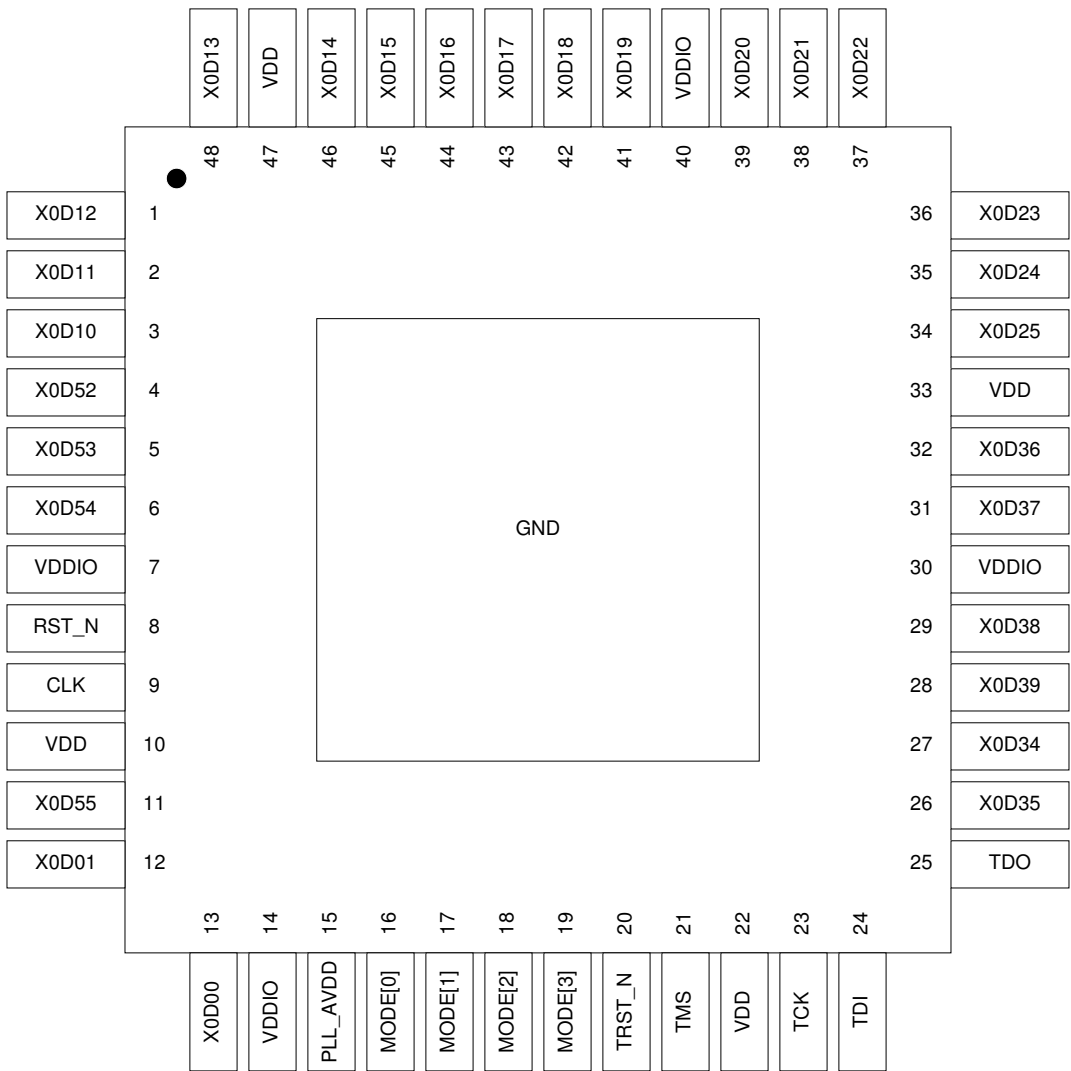 X0D13 VDD X0D14 X0D15 X0D16 X0D17 X0D18 X0D19 VDDIO X0D20 X0D21 X0D22
48 47 46 45 44 43 42 41 40 39 38 37
X0D12 1 36 X0D23
X0D11 2 35 X0D24
X0D10 3 34 X0D25
X0D52 4 33 VDD
X0D53 5 32 X0D36
X0D54 6 31 X0D37
GND
VDDIO 7 30 VDDIO
RST_N 8 29 X0D38
CLK 9 28 X0D39
VDD 10 27 X0D34
X0D55 11 26 X0D35
X0D01 12 25 TDO
13 14 15 16 17 18 19 20 21 22 23 24
X0D00 VDDIO PLL_AVDD MODE[0] MODE[1] MODE[2] MODE[3] TRST_N TMS VDD TCK TDI